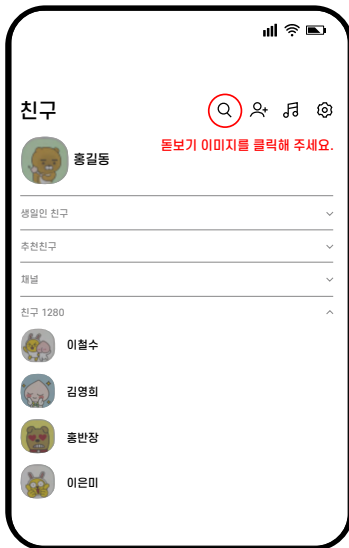 친구
돋보기 이미지를 클릭해 주세요.
홍길동
생일인 친구
추천친구
채널
친구 1280
이철수
김영희
홍반장
이은미